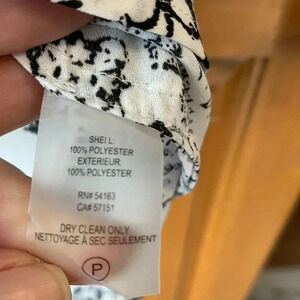 SHELL:
100% POLYESTER
EXTERIEUR:
100% POLYESTER
RN# 54163
CA# 57151
DRY CLEAN ONLY
NETTOYAGE À SEC SEULEMENT
P